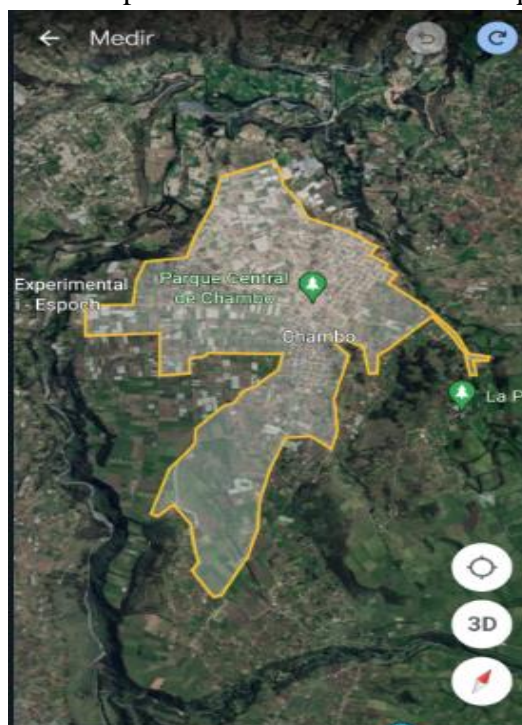 Medir
Experimental
i - Espoch
Parque Central
de Chambo
Chambo
La P
3D